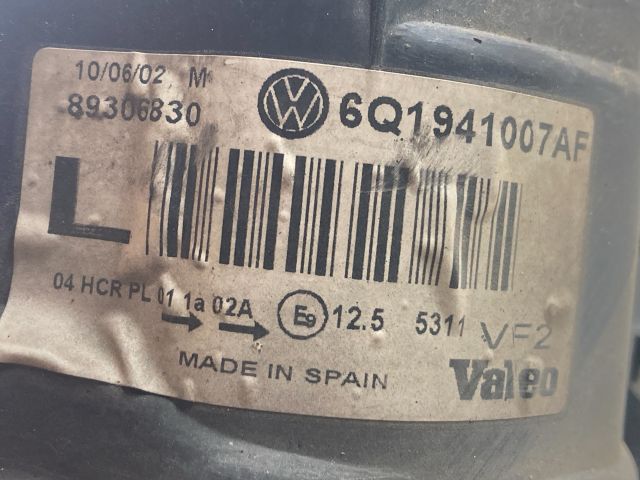 10/06/02 M
89306830
6Q1941007AF
L
04 HCR PL 01 1a 02A E9 12.5 5311 VF2
MADE IN SPAIN Valeo